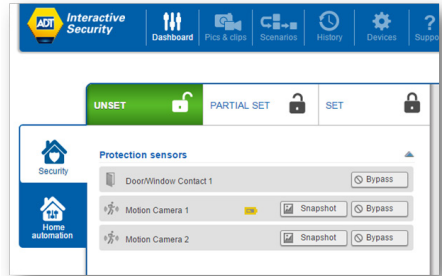 ADT
Interactive
Security
Dashboard
Pics & clips
Scenarios
History
Devices
UNSET
PARTIAL SET
SET
Security
Home
automation
Protection sensors
Door/Window Contact 1
Bypass
Motion Camera 1
Snapshot
Bypass
Motion Camera 2
Snapshot
Bypass